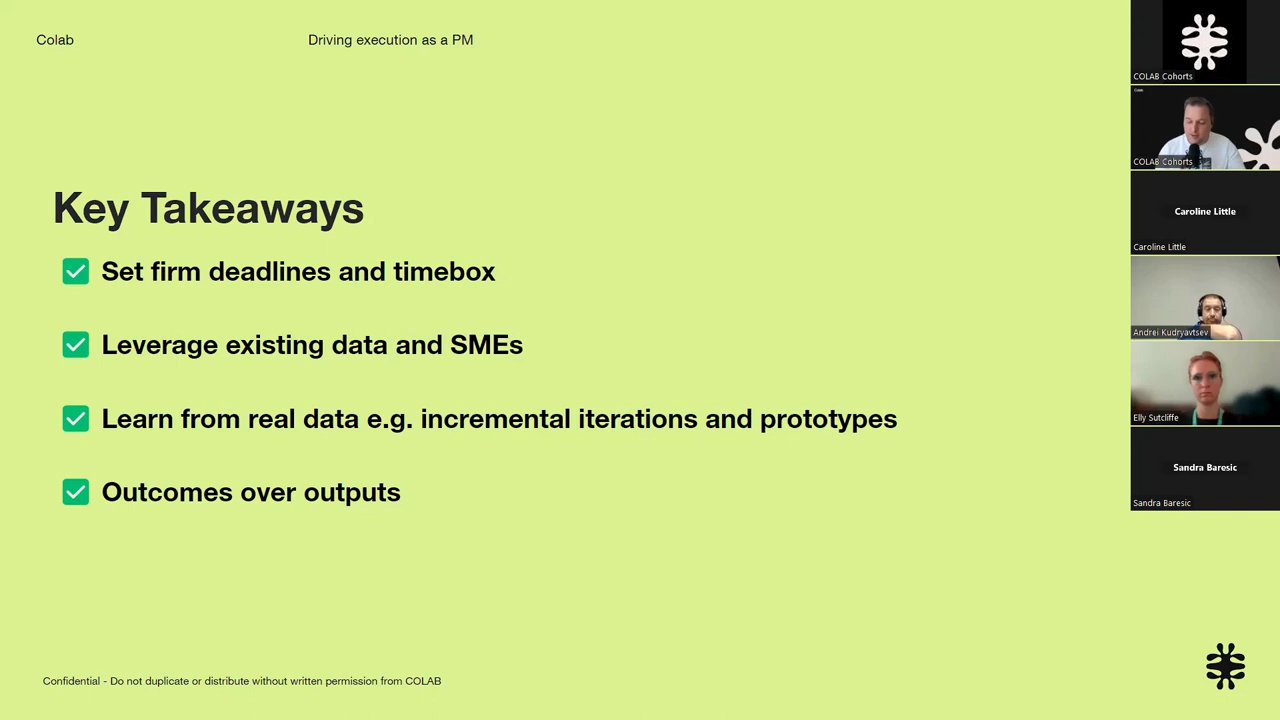 Colab
Driving execution as a PM
Key Takeaways
Set firm deadlines and timebox
Leverage existing data and SMEs
Learn from real data e.g. incremental iterations and prototypes
Outcomes over outputs
Confidential - Do not duplicate or distribute without written permission from COLAB
COLAB Cohorts
COLAB Cohorts
Caroline Little
Caroline Little
Andrei Kudryavtsev
Elly Sutcliffe
Sandra Baresic
Sandra Baresic